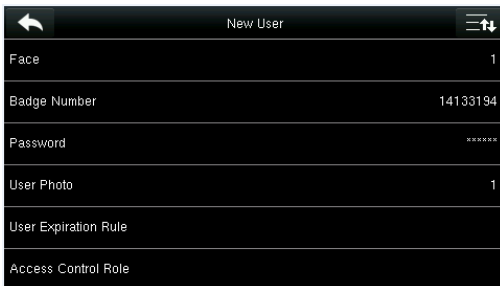 New User
Face 1
Badge Number 14133194
Password ******
User Photo 1
User Expiration Rule
Access Control Role